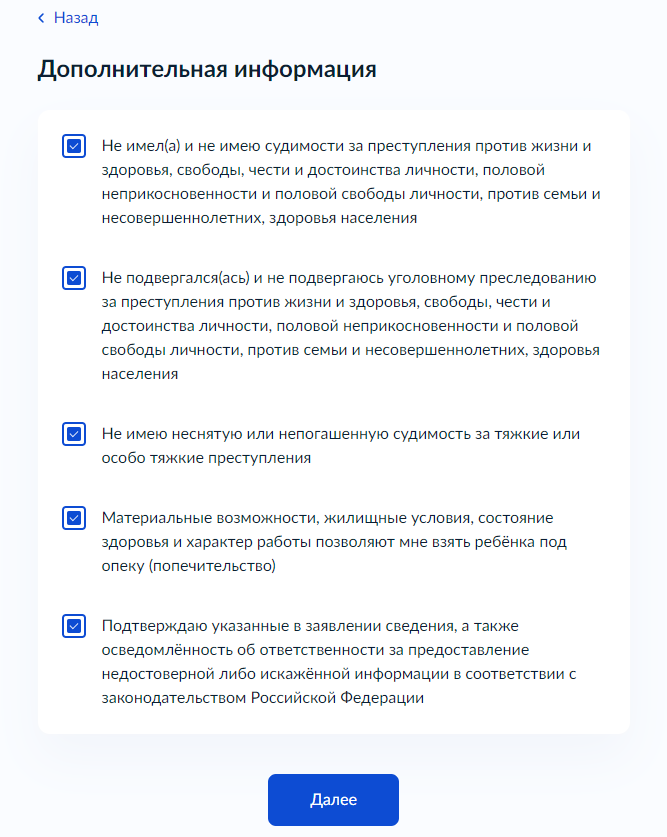 Назад
Дополнительная информация
Не имел(а) и не имею судимости за преступления против жизни и
здоровья, свободы, чести и достоинства личности, половой
неприкосновенности и половой свободы личности, против семьи и
несовершеннолетних, здоровья населения
Не подвергался(ась) и не подвергаюсь уголовному преследованию
за преступления против жизни и здоровья, свободы, чести и
достоинства личности, половой неприкосновенности и половой
свободы личности, против семьи и несовершеннолетних, здоровья
населения
Не имею неснятую или непогашенную судимость за тяжкие или
особо тяжкие преступления
Материальные возможности, жилищные условия, состояние
здоровья и характер работы позволяют мне взять ребёнка под
опеку (попечительство)
Подтверждаю указанные в заявлении сведения, а также
осведомлённость об ответственности за предоставление
недостоверной либо искажённой информации в соответствии с
законодательством Российской Федерации
Далее